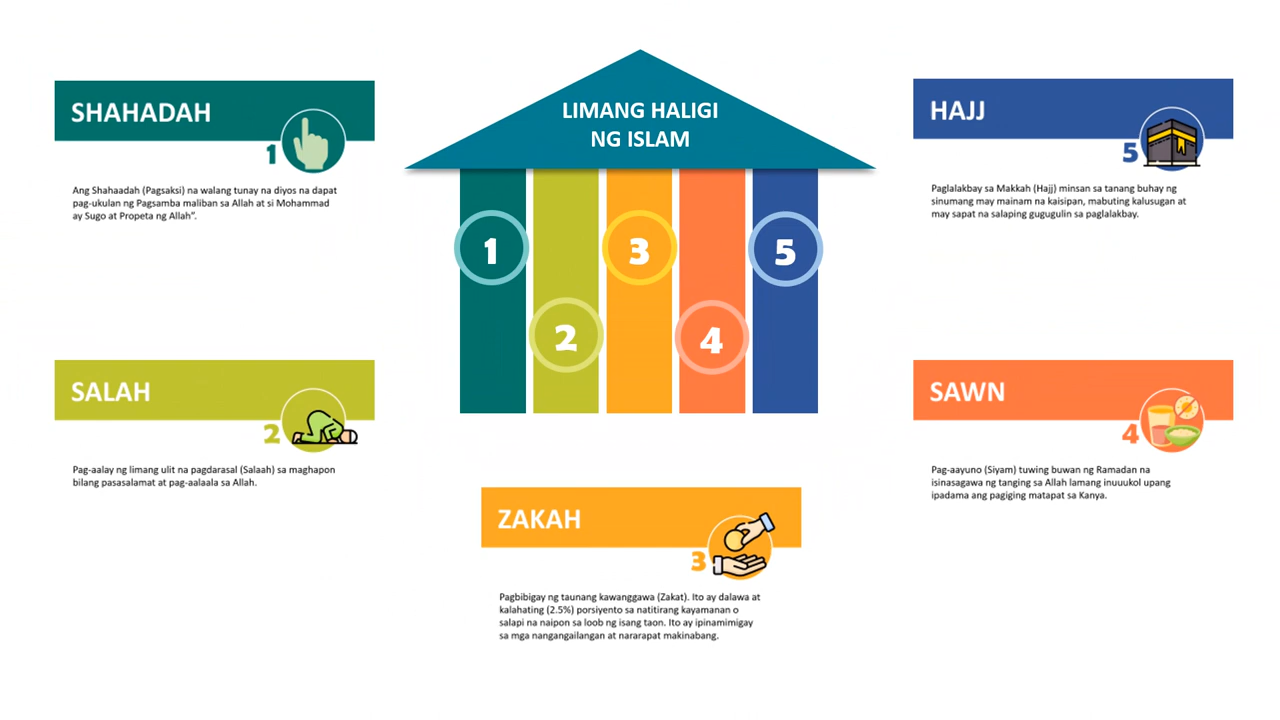 LIMANG HALIGI
NG ISLAM
1
2
3
4
5
SHAHADAH
1
Ang Shahaadah (Pagsaksi) na walang tunay na diyos na dapat
pag-ukulan ng Pagsamba maliban sa Allah at si Mohammad
ay Sugo at Propeta ng Allah”.
SALAH
2
Pag-aalay ng limang ulit na pagdarasal (Salaah) sa maghapon
bilang pasasalamat at pag-aalaala sa Allah.
ZAKAH
3
Pagbibigay ng taunang kawanggawa (Zakat). Ito ay dalawa at
kalahating (2.5%) porsiyento sa natitirang kayamanan o
salapi na naipon sa loob ng isang taon. Ito ay ipinamimigay
sa mga nangangailangan at nararapat makinabang.
SAWN
4
Pag-aayuno (Siyam) tuwing buwan ng Ramadan na
isinasagawa ng tanging sa Allah lamang inuuukol upang
ipadama ang pagiging matapat sa Kanya.
HAJJ
5
Paglalakbay sa Makkah (Hajj) minsan sa tanang buhay ng
sinumang may mainam na kaisipan, mabuting kalusugan at
may sapat na salaping gugugulin sa paglalakbay.